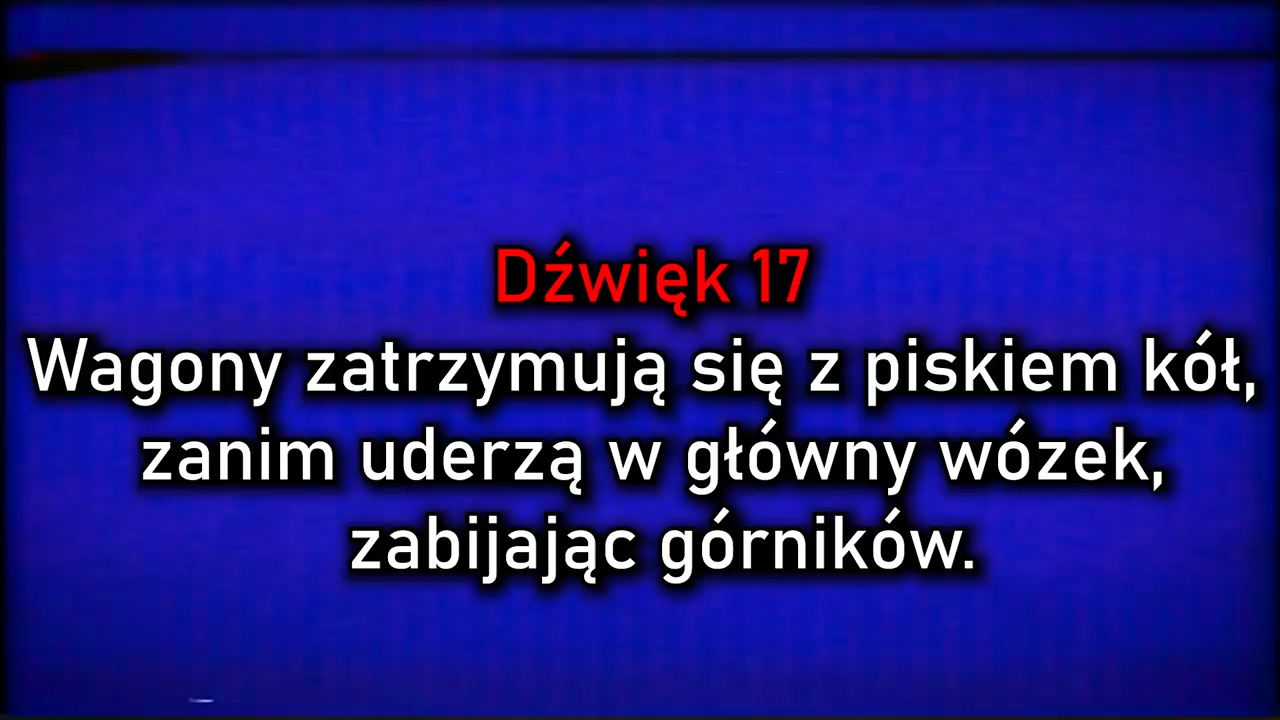 Dźwięk 17
Wagony zatrzymują się z piskiem kół,
zanim uderzą w główny wózek,
zabijając górników.